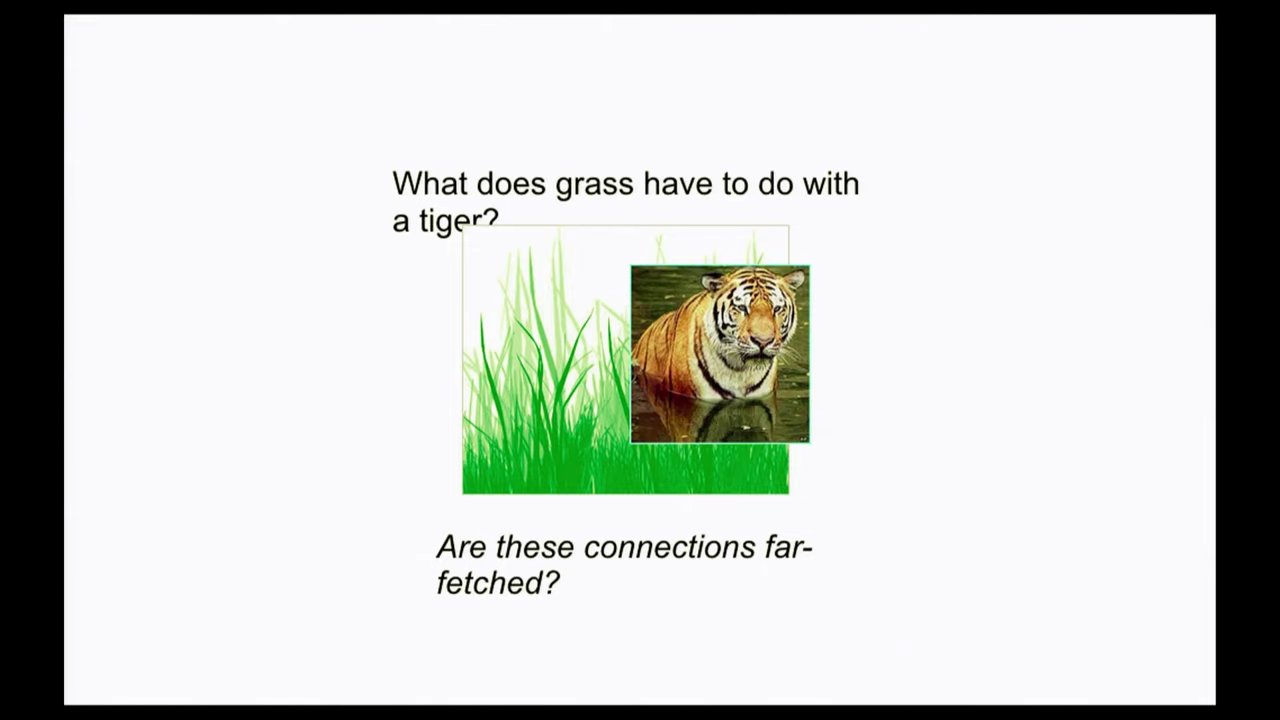 What does grass have to do with
a tiger?
Are these connections far-
fetched?